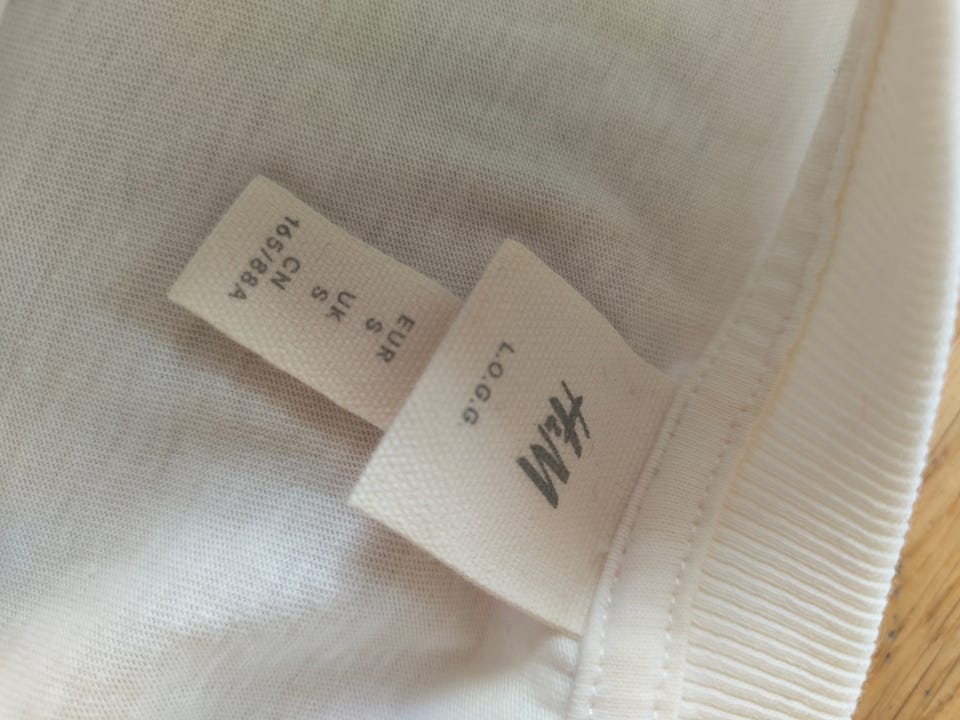 H&M
L.O.G.G.
EUR
S
UK
S
CN
165/88A